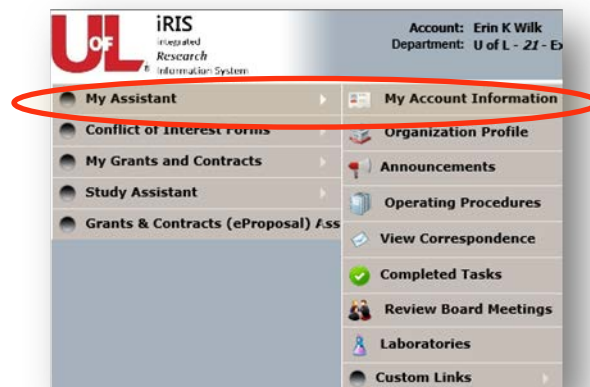 UofL
iRIS
integrated
Research
Information System
Account: Erin K Wilk
Department: U of L - 21 - Ex
My Assistant
Conflict of Interest Forms
My Grants and Contracts
Study Assistant
Grants & Contracts (eProposal) Ass
My Account Information
Organization Profile
Announcements
Operating Procedures
View Correspondence
Completed Tasks
Review Board Meetings
Laboratories
Custom Links